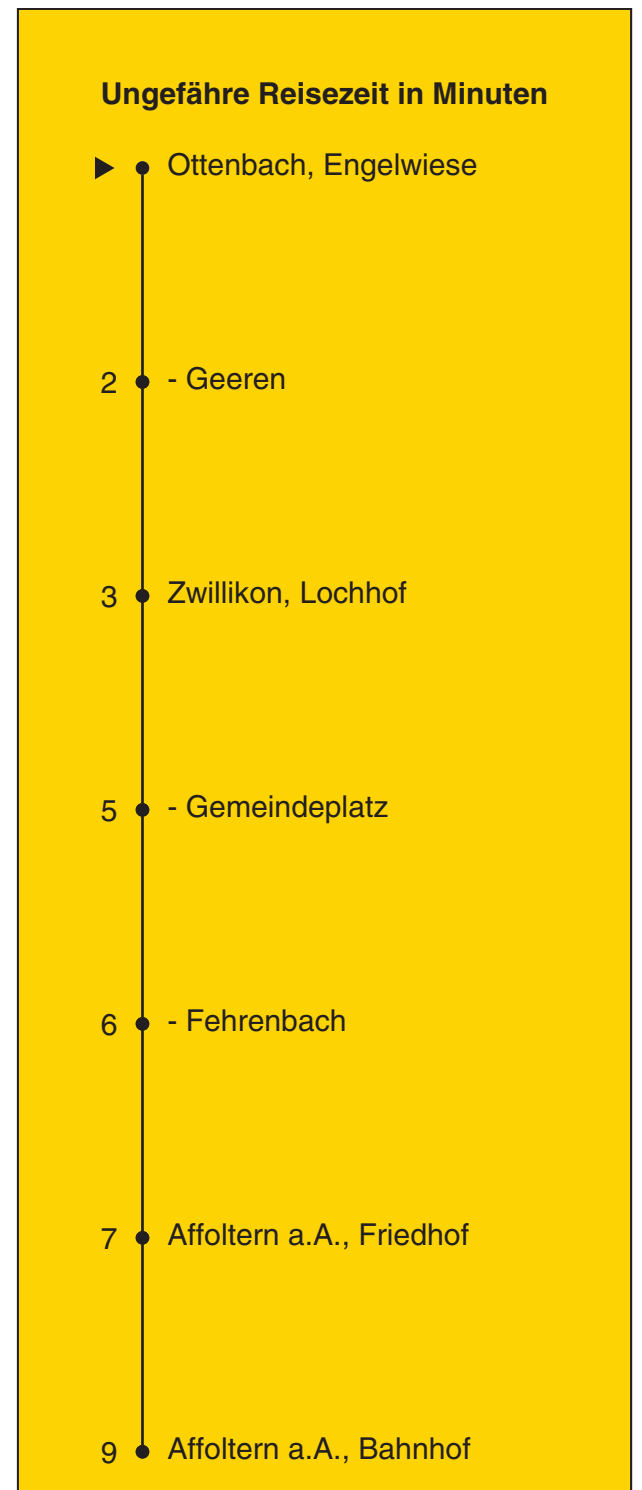 Ungefähre Reisezeit in Minuten
Ottenbach, Engelwiese
2 - Geeren
3 Zwillikon, Lochhof
5 - Gemeindeplatz
6 - Fehrenbach
7 Affoltern a.A., Friedhof
9 Affoltern a.A., Bahnhof